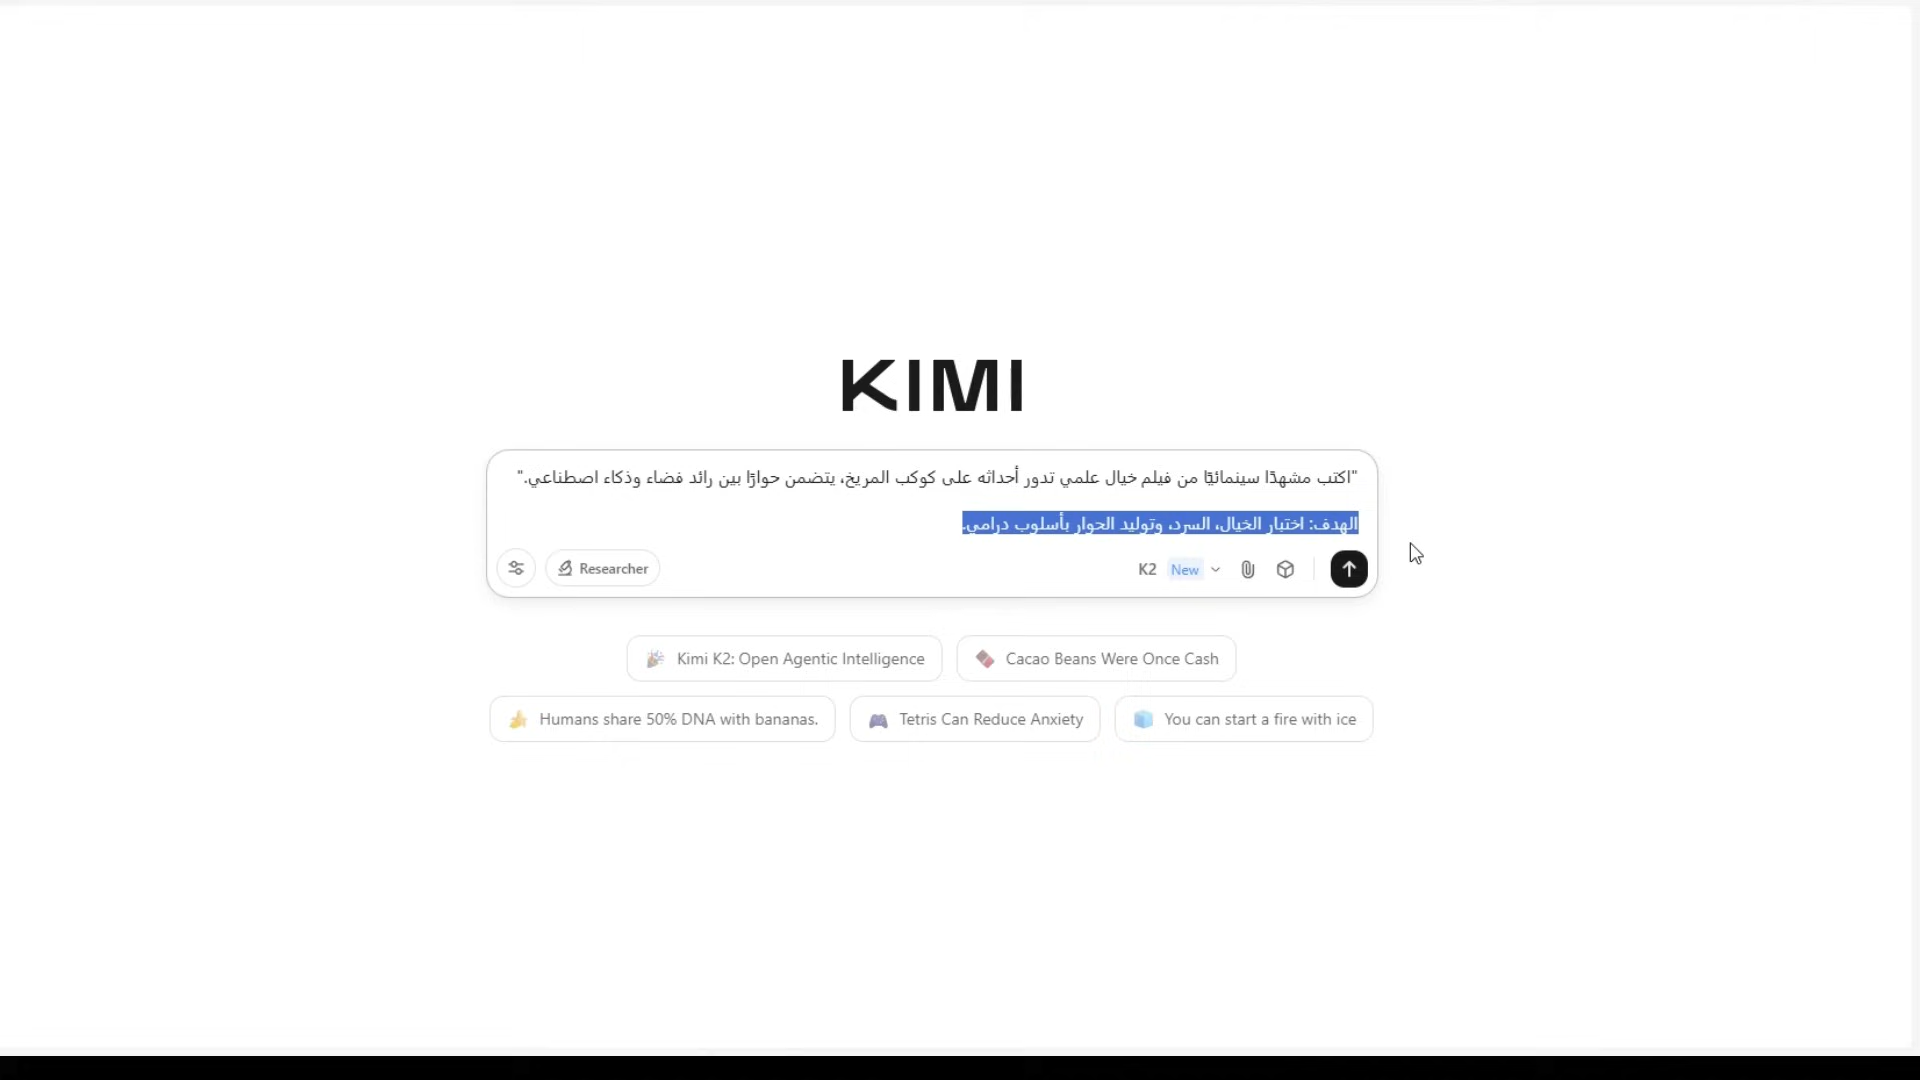 KIMI
"اكتب مشهدًا سينمائيًا من فيلم خيال علمي تدور أحداثه على كوكب المريخ، يتضمن حوارًا بين رائد فضاء وذكاء اصطناعي."
الهدف: اختبار الخيال، السرد، وتوليد الحوار بأسلوب درامي.
Researcher K2 New
Kimi K2: Open Agentic Intelligence Cacao Beans Were Once Cash
Humans share 50% DNA with bananas. Tetris Can Reduce Anxiety You can start a fire with ice